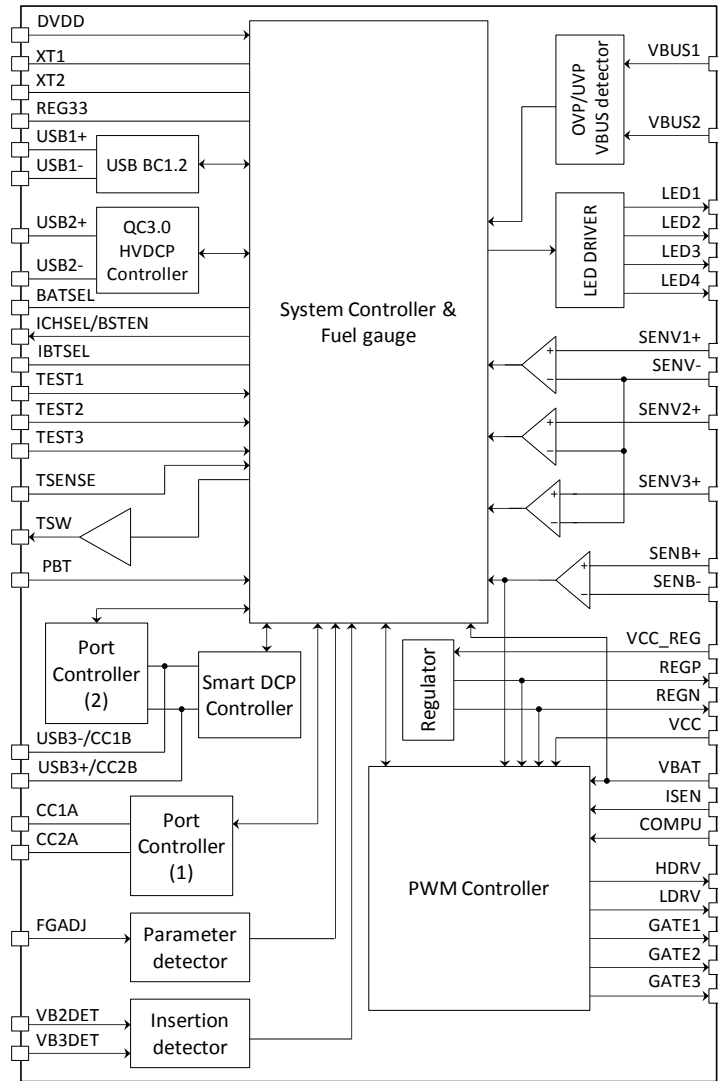 DVDD
XT1
XT2
REG33
USB1+
USB1-
USB BC1.2
USB2+
USB2-
QC3.0
HVDCP
Controller
BATSEL
ICHSEL/BSTEN
IBTSEL
TEST1
TEST2
TEST3
TSENSE
TSW
PBT
System Controller &
Fuel gauge
OVP/UVP
VBUS detector
VBUS1
VBUS2
LED DRIVER
LED1
LED2
LED3
LED4
SENV1+
+
SENV-
−
SENV2+
+
−
SENV3+
+
−
SENB+
+
SENB-
−
Port
Controller
(2)
Smart DCP
Controller
USB3-/CC1B
USB3+/CC2B
CC1A
CC2A
Port
Controller
(1)
FGADJ
Parameter
detector
VB2DET
VB3DET
Insertion
detector
Regulator
VCC_REG
REGP
REGN
VCC
VBAT
ISEN
COMPU
PWM Controller
HDRV
LDRV
GATE1
GATE2
GATE3